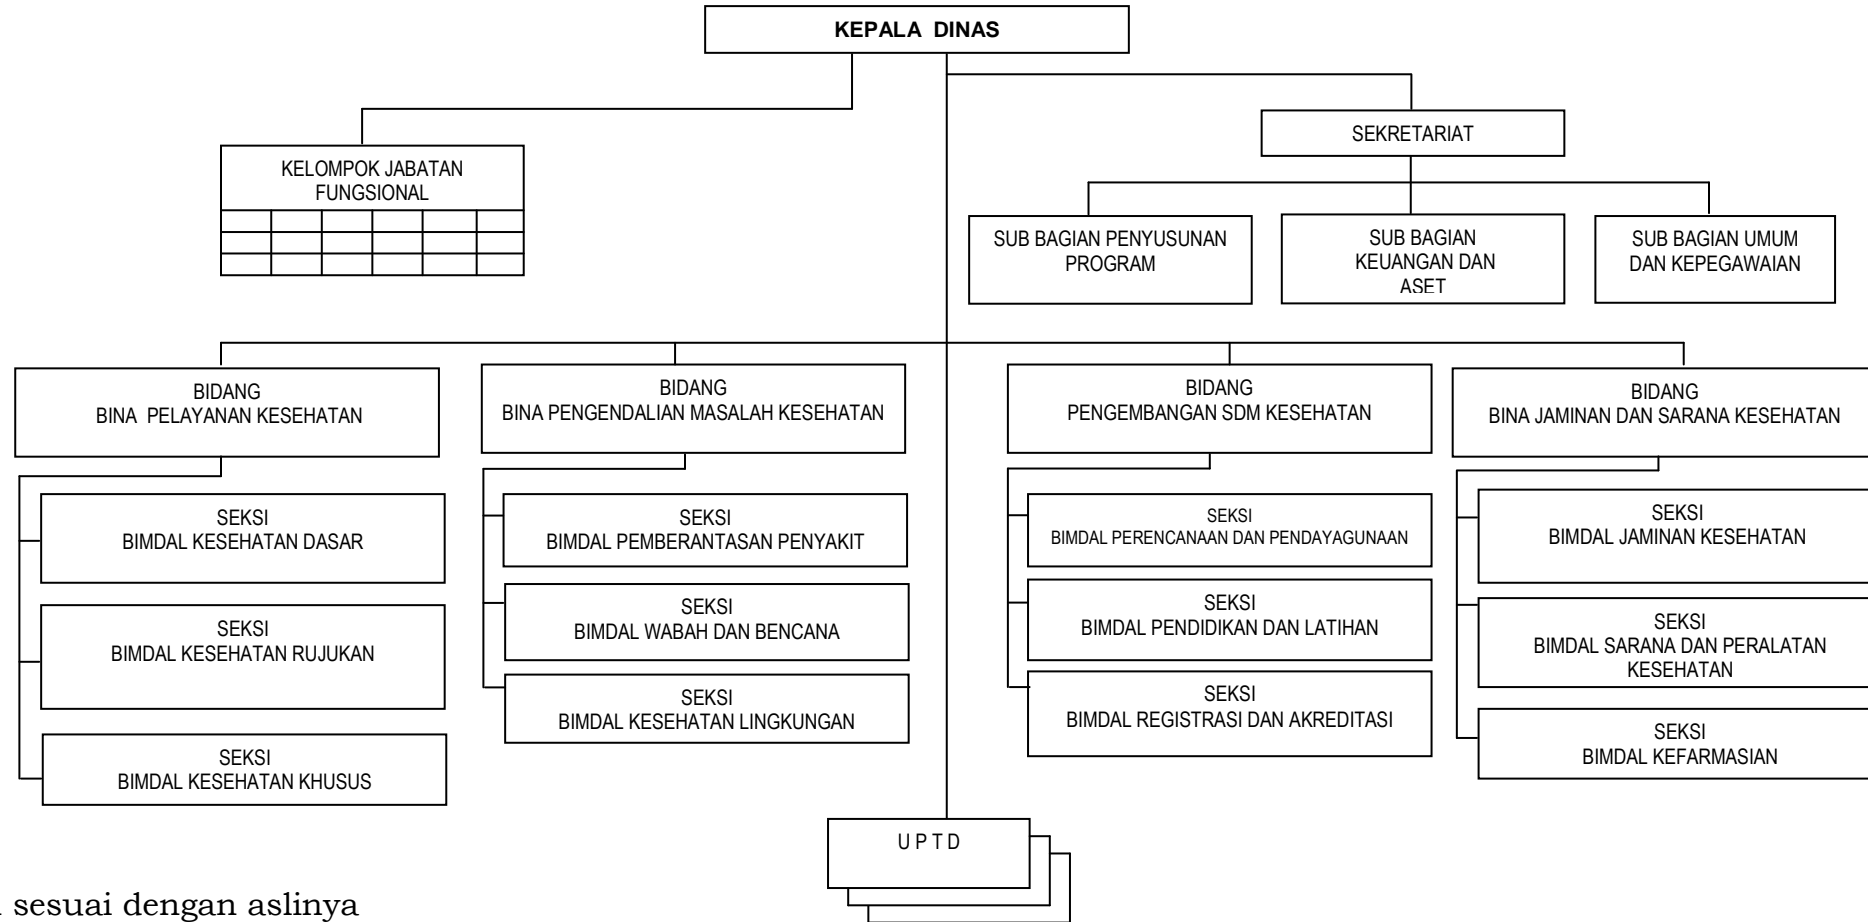 KEPALA DINAS
SEKRETARIAT
KELOMPOK JABATAN
FUNGSIONAL
SUB BAGIAN PENYUSUNAN
PROGRAM
SUB BAGIAN
KEUANGAN DAN
ASET
SUB BAGIAN UMUM
DAN KEPEGAWAIAN
BIDANG
BINA PELAYANAN KESEHATAN
BIDANG
BINA PENGENDALIAN MASALAH KESEHATAN
BIDANG
PENGEMBANGAN SDM KESEHATAN
BIDANG
BINA JAMINAN DAN SARANA KESEHATAN
SEKSI
BIMDAL KESEHATAN DASAR
SEKSI
BIMDAL KESEHATAN RUJUKAN
SEKSI
BIMDAL KESEHATAN KHUSUS
SEKSI
BIMDAL PEMBERANTASAN PENYAKIT
SEKSI
BIMDAL WABAH DAN BENCANA
SEKSI
BIMDAL KESEHATAN LINGKUNGAN
SEKSI
BIMDAL PERENCANAAN DAN PENDAYAGUNAAN
SEKSI
BIMDAL PENDIDIKAN DAN LATIHAN
SEKSI
BIMDAL REGISTRASI DAN AKREDITASI
SEKSI
BIMDAL JAMINAN KESEHATAN
SEKSI
BIMDAL SARANA DAN PERALATAN
KESEHATAN
SEKSI
BIMDAL KEFARMASIAN
U P T D
sesuai dengan aslinya